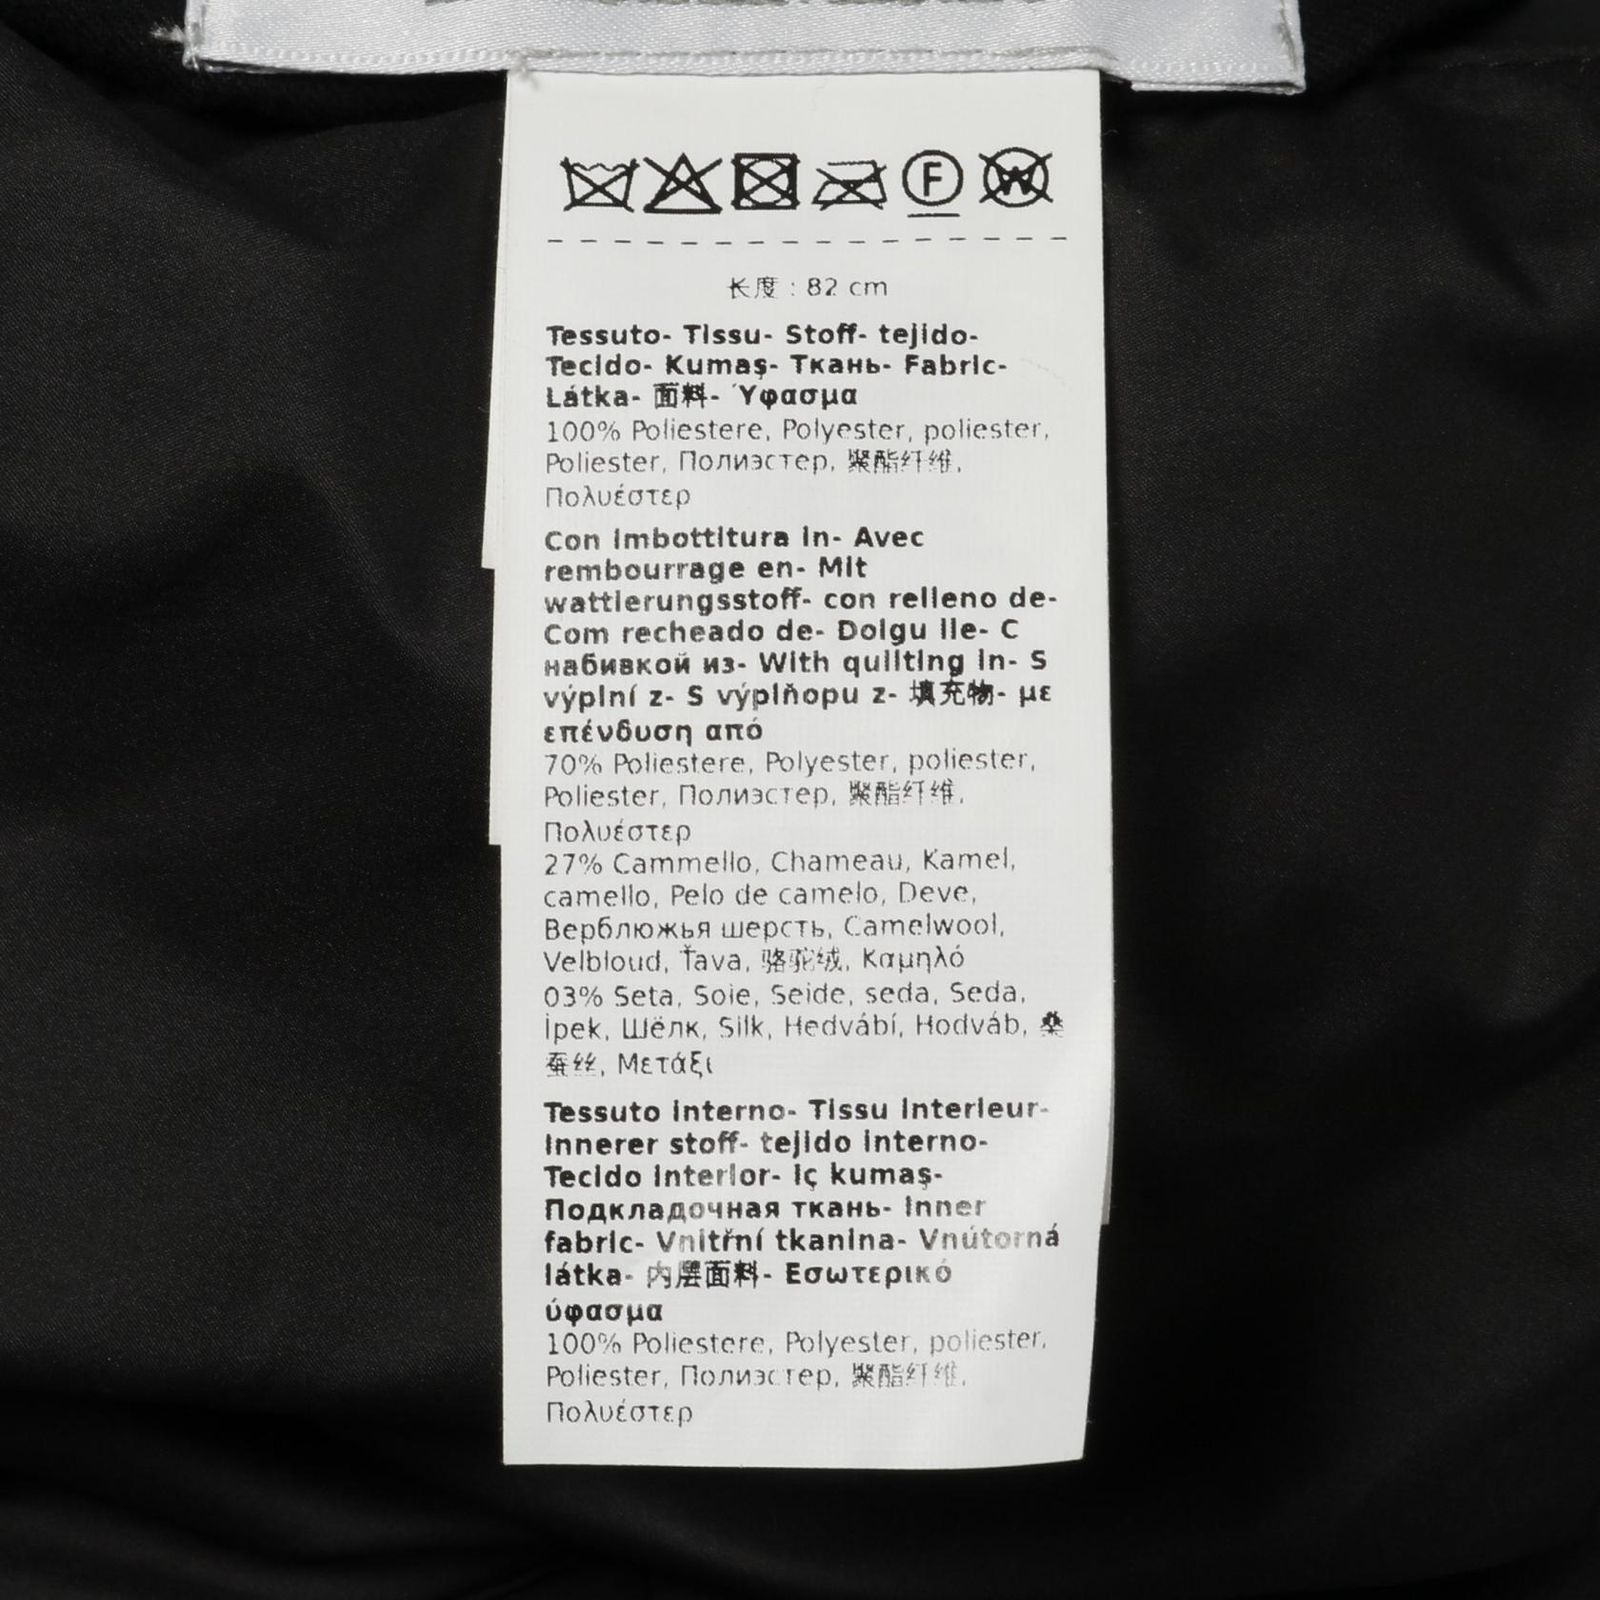 F W
长度 : 82 cm
Tessuto- Tissu- Stoff- tejido-
Tecido- Kumaş- Ткань- Fabric-
Látka- 面料- Ύφασμα
100% Poliestere, Polyester, poliester,
Poliester, Полиэстер, 聚酯纤维,
Πολυέστερ
Con imbottitura in- Avec
rembourrage en- Mit
wattierungsstoff- con relleno de-
Com recheado de- Dolgu ile- С
набивкой из- With quilting in- S
výplní z- S výplňopu z- 填充物- με
επένδυση από
70% Poliestere, Polyester, poliester,
Poliester, Полиэстер, 聚酯纤维,
Πολυέστερ
27% Cammello, Chameau, Kamel,
camello, Pelo de camelo, Deve,
Верблюжья шерсть, Camelwool,
Velbloud, Ťava, 骆驼绒, Καμηλό
03% Seta, Soie, Seide, seda, Seda,
İpek, Шёлк, Silk, Hedvábí, Hodváb, 桑
蚕丝, Μετάξι
Tessuto interno- Tissu interieur-
Innerer stoff- tejido interno-
Tecido interior- Iç kumaş-
Подкладочная ткань- Inner
fabric- Vnitřní tkanina- Vnútorná
látka- 内层面料- Εσωτερικό
ύφασμα
100% Poliestere, Polyester, poliester,
Poliester, Полиэстер, 聚酯纤维,
Πολυέστερ